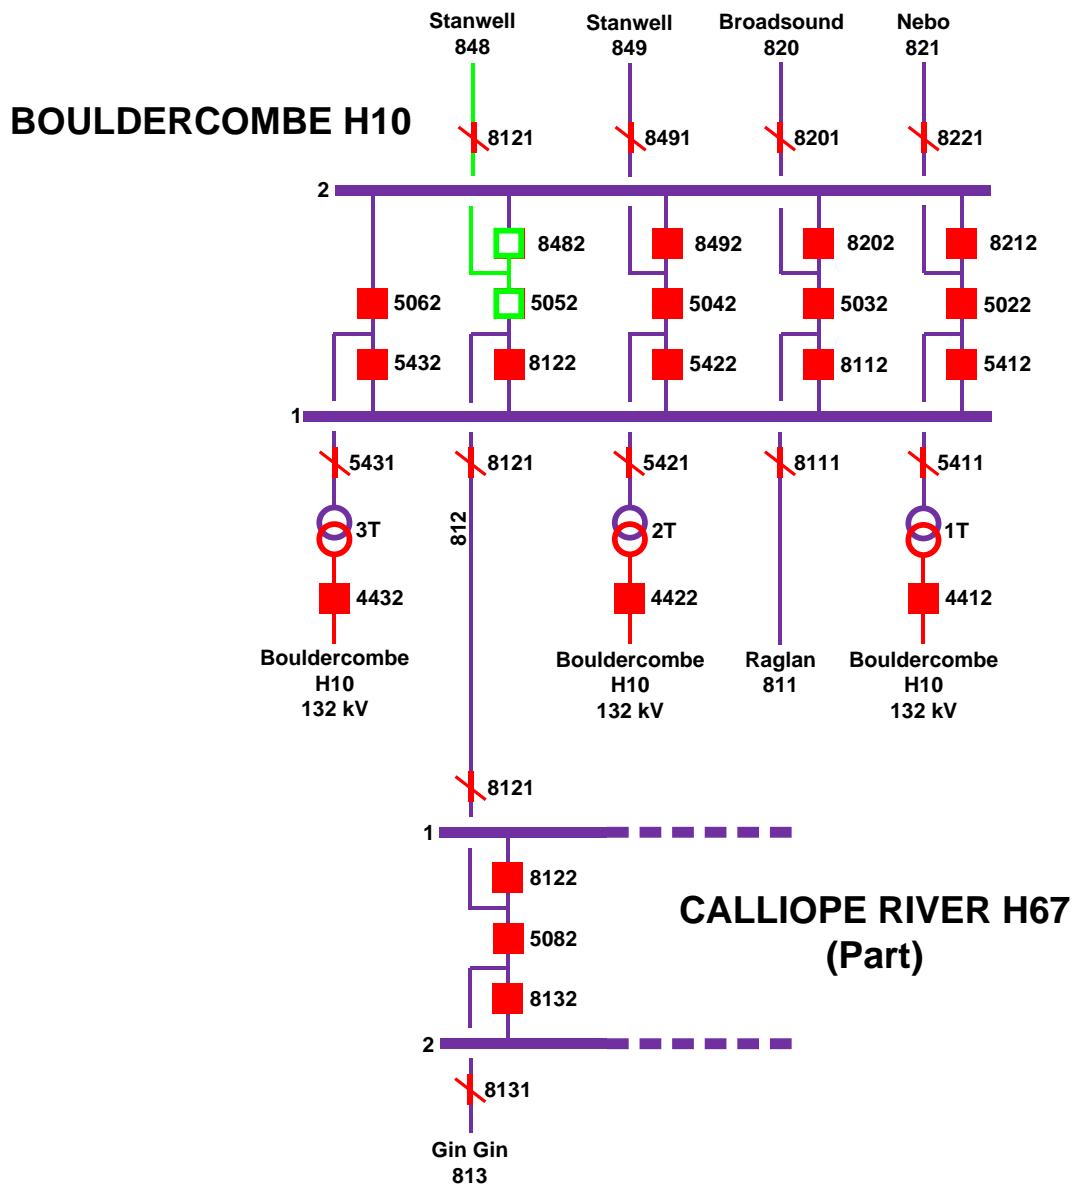 Stanwell
848
Stanwell
849
Broadsound
820
Nebo
821
BOULDERCOMBE H10
8121
8491
8201
8221
2
8482
8492
8202
8212
5062
5052
5042
5032
5022
5432
8122
5422
8112
5412
1
5431
8121
5421
8111
5411
3T
812
2T
1T
4432
4422
4412
Bouldercombe
H10
132 kV
Bouldercombe
H10
132 kV
Raglan
811
Bouldercombe
H10
132 kV
8121
1
8122
CALLIOPE RIVER H67
(Part)
5082
8132
2
8131
Gin Gin
813